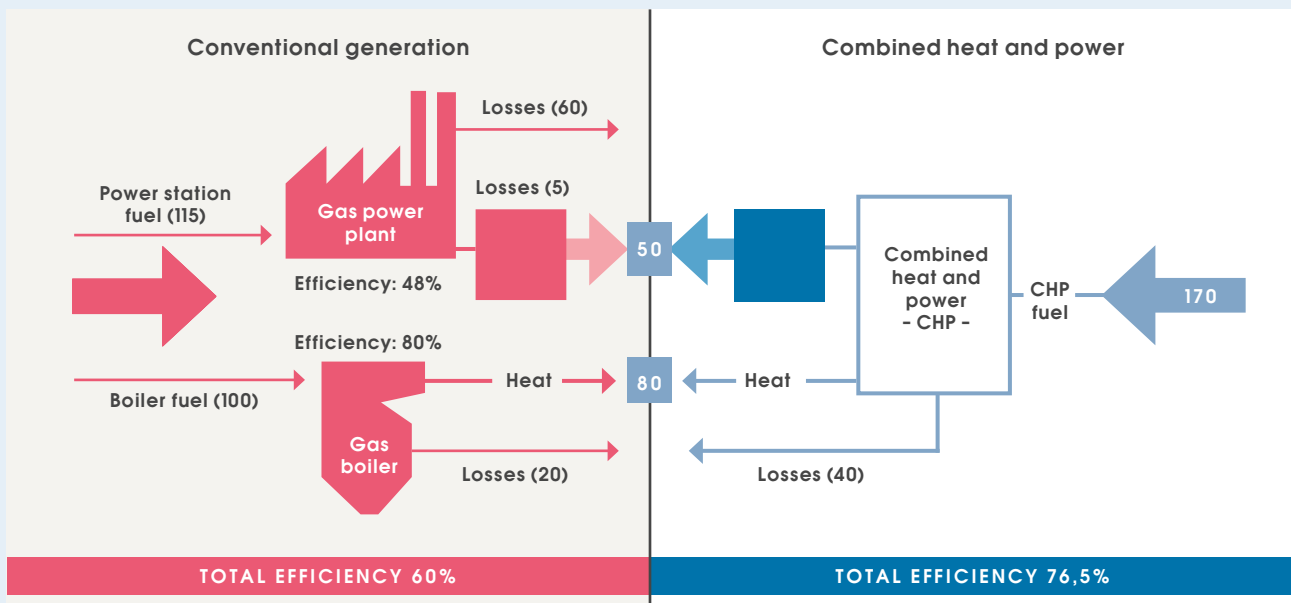 Conventional generation
Losses (60)
Power station
fuel (115)
Gas power
plant
Losses (5)
50
Efficiency: 48%
Efficiency: 80%
Boiler fuel (100)
Heat
80
Gas
boiler
Losses (20)
TOTAL EFFICIENCY 60%
Combined heat and power
Combined
heat and
power
- CHP -
CHP
fuel
170
Heat
Losses (40)
TOTAL EFFICIENCY 76,5%